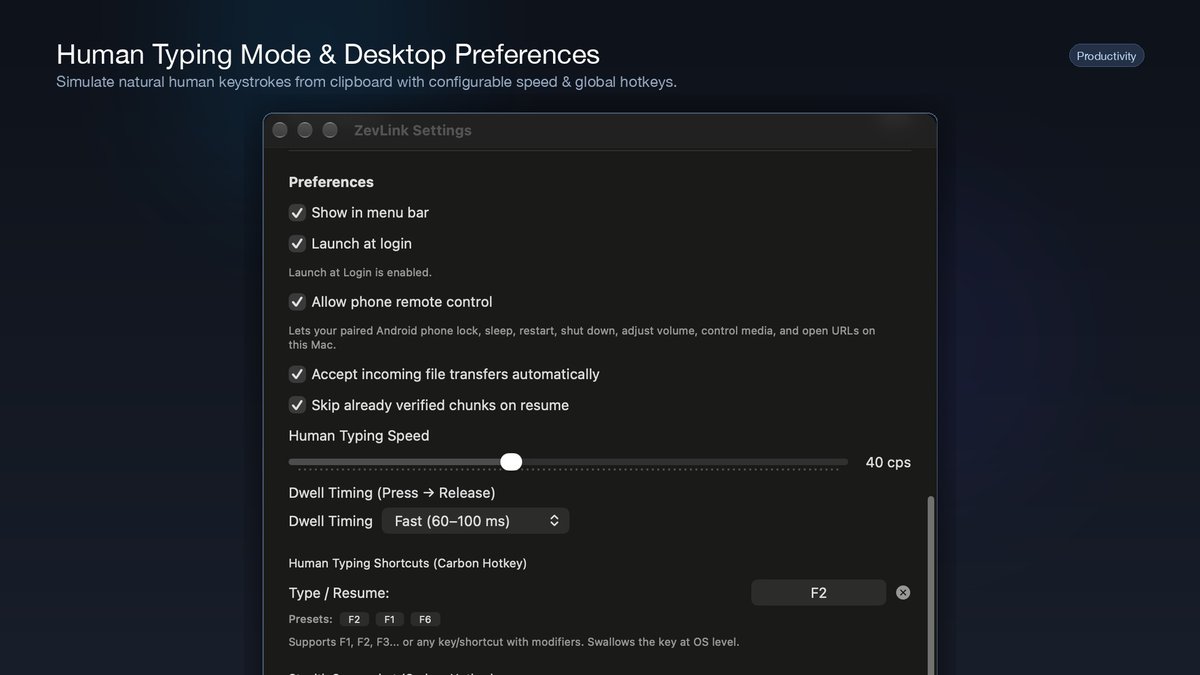 Human Typing Mode & Desktop Preferences
Productivity
Simulate natural human keystrokes from clipboard with configurable speed & global hotkeys.
ZevLink Settings
Preferences
Show in menu bar
Launch at login
Launch at Login is enabled.
Allow phone remote control
Lets your paired Android phone lock, sleep, restart, shut down, adjust volume, control media, and open URLs on
this Mac.
Accept incoming file transfers automatically
Skip already verified chunks on resume
Human Typing Speed
40 cps
Dwell Timing (Press → Release)
Dwell Timing Fast (60–100 ms)
Human Typing Shortcuts (Carbon Hotkey)
Type / Resume: F2
Presets: F2 F1 F6
Supports F1, F2, F3... or any key/shortcut with modifiers. Swallows the key at OS level.